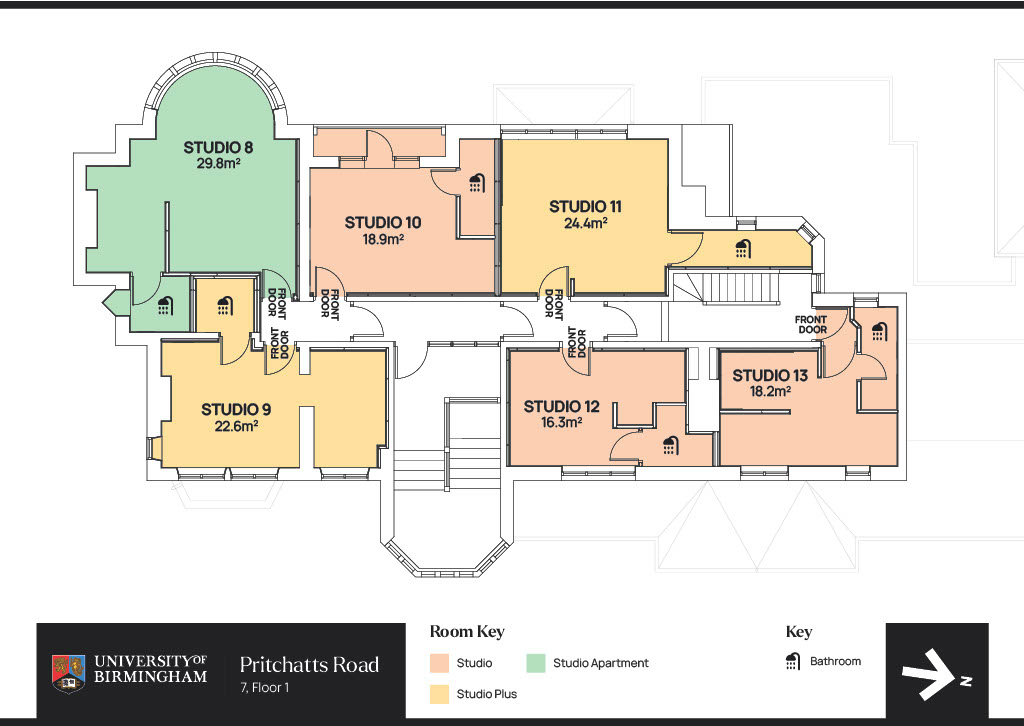 STUDIO 8
29.8m²
STUDIO 10
18.9m²
STUDIO 11
24.4m²
FRONT
DOOR
FRONT
DOOR
FRONT
DOOR
FRONT
DOOR
FRONT
DOOR
FRONT
DOOR
STUDIO 9
22.6m²
STUDIO 12
16.3m²
STUDIO 13
18.2m²
UNIVERSITY OF
BIRMINGHAM
Pritchatts Road
7, Floor 1
Room Key
Studio
Studio Apartment
Studio Plus
Key
Bathroom
N